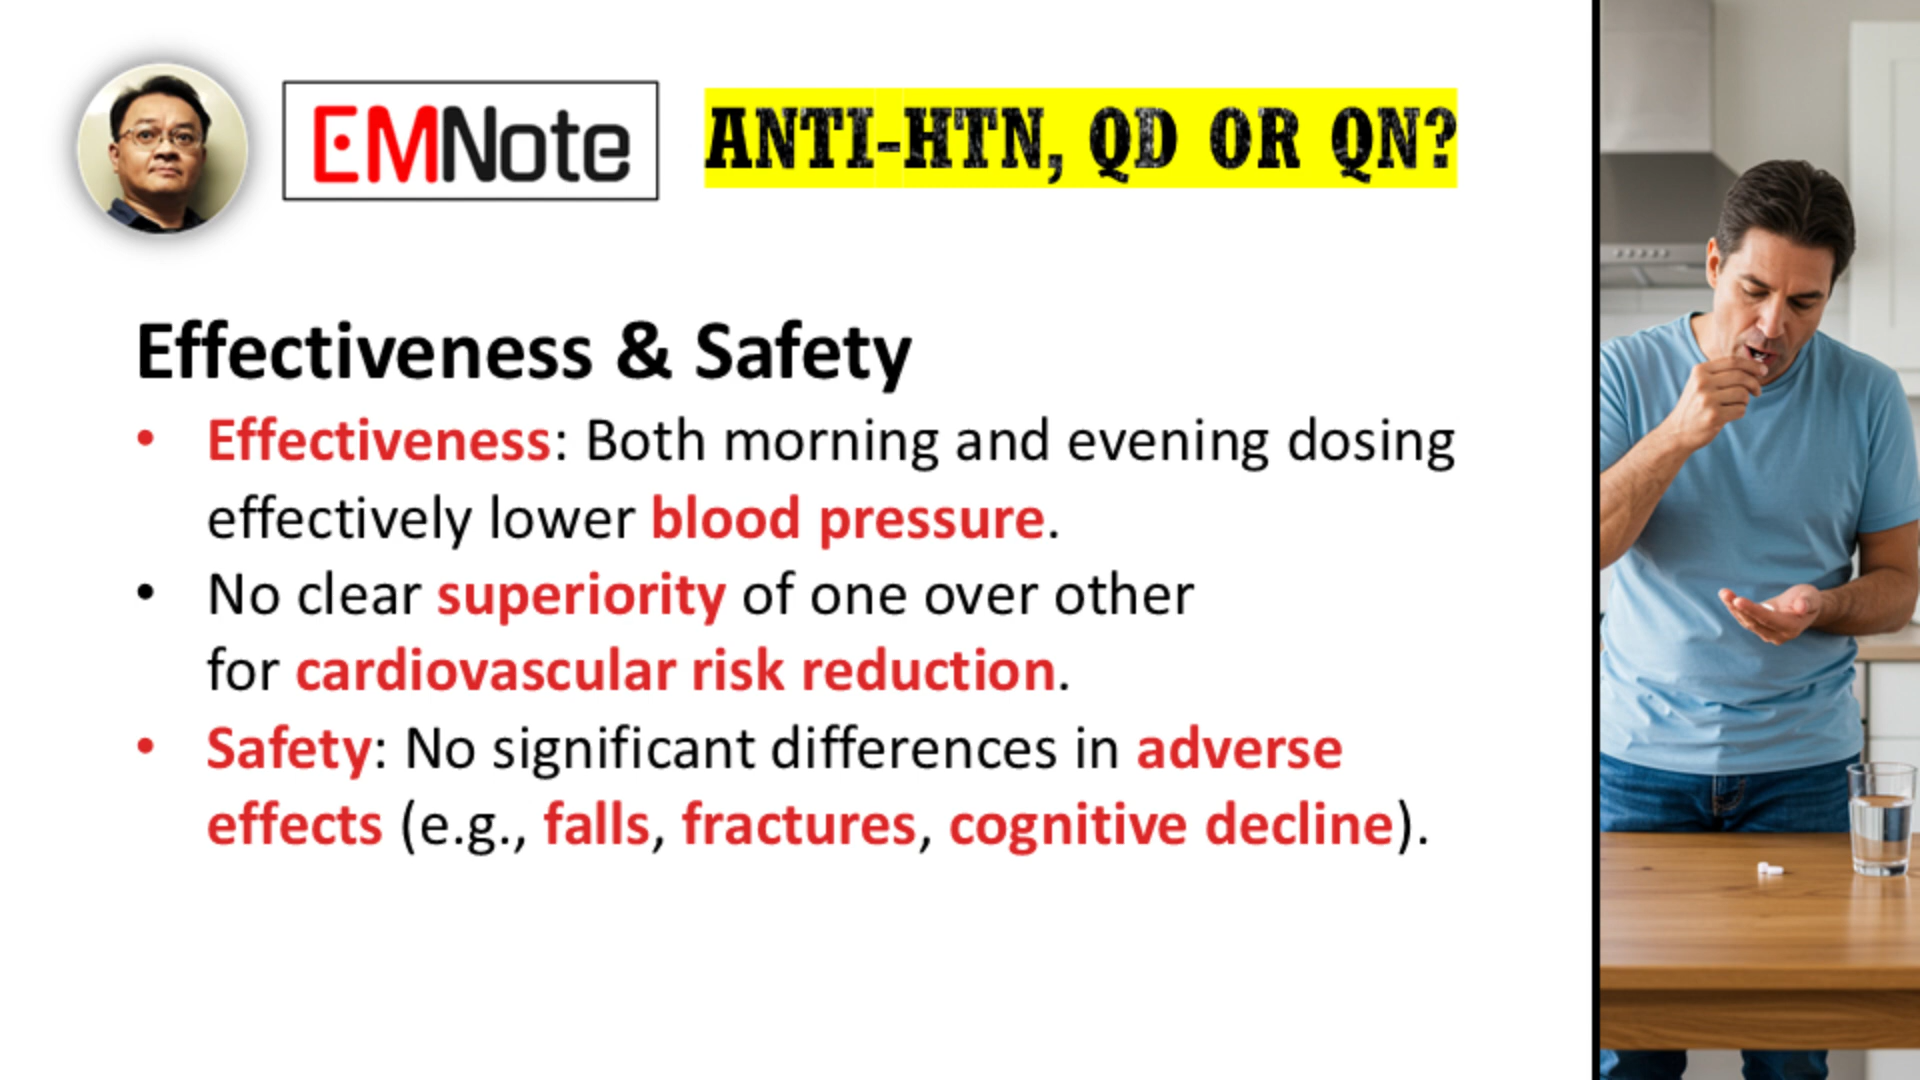 EMNote
ANTI-HTN, QD OR QN?
Effectiveness & Safety
• Effectiveness: Both morning and evening dosing
effectively lower blood pressure.
• No clear superiority of one over other
for cardiovascular risk reduction.
• Safety: No significant differences in adverse
effects (e.g., falls, fractures, cognitive decline).